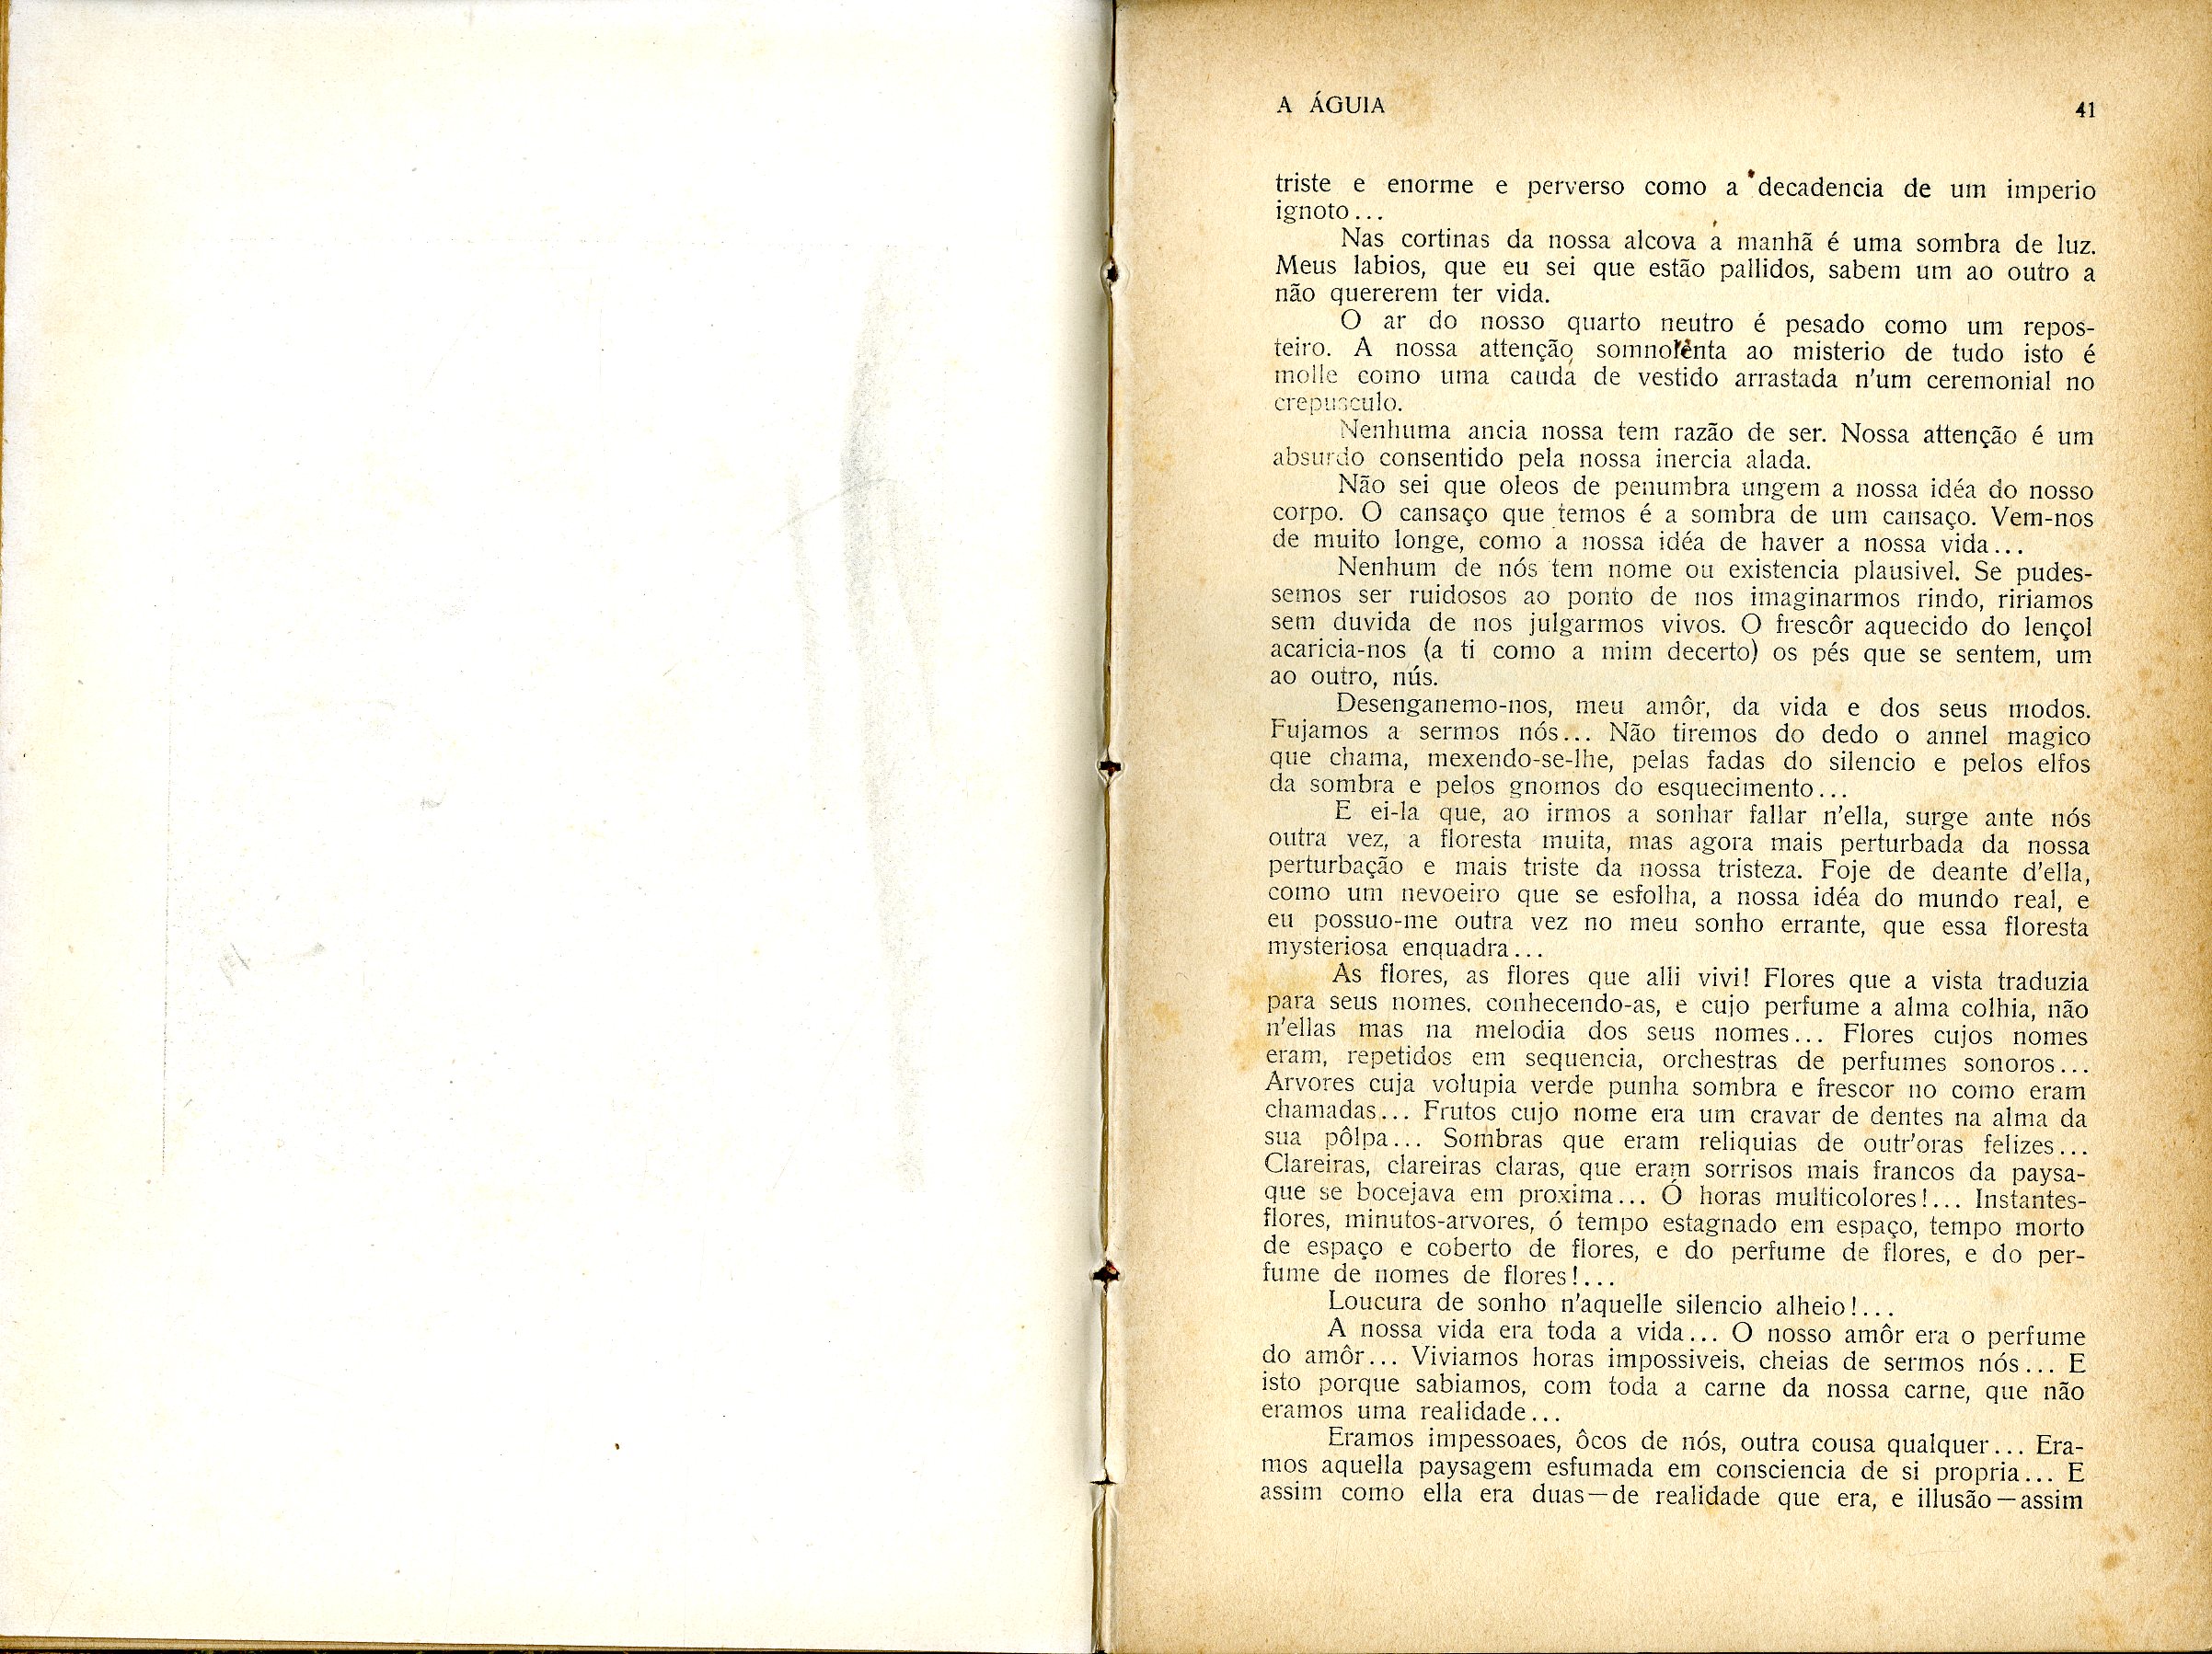 A ÁGUIA
41
triste e enorme e perverso como a decadencia de um imperio
ignoto...
Nas cortinas da nossa alcova a manhã é uma sombra de luz.
Meus labios, que eu sei que estão pallidos, sabem um ao outro a
não quererem ter vida.
O ar do nosso quarto neutro é pesado como um repos-
teiro. A nossa attenção somnolenta ao misterio de tudo isto é
molle como uma cauda de vestido arrastada n'um ceremonial no
crepusculo.
Nenhuma ancia nossa tem razão de ser. Nossa attenção é um
absurdo consentido pela nossa inercia alada.
Não sei que oleos de penumbra ungem a nossa idéa do nosso
corpo. O cansaço que temos é a sombra de um cansaço. Vem-nos
de muito longe, como a nossa idéa de haver a nossa vida...
Nenhum de nós tem nome ou existencia plausivel. Se pudes-
semos ser ruidosos ao ponto de nos imaginarmos rindo, ririamos
sem duvida de nos julgarmos vivos. O frescôr aquecido do lençol
acaricia-nos (a ti como a mim decerto) os pés que se sentem, um
ao outro, nús.
Desenganemo-nos, meu amôr, da vida e dos seus modos.
Fujamos a sermos nós... Não tiremos do dedo o annel magico
que chama, mexendo-se-lhe, pelas fadas do silencio e pelos elfos
da sombra e pelos gnomos do esquecimento...
E ei-la que, ao irmos a sonhar fallar n'ella, surge ante nós
outra vez, a floresta muita, mas agora mais perturbada da nossa
perturbação e mais triste da nossa tristeza. Foje de deante d'ella,
como um nevoeiro que se esfolha, a nossa idéa do mundo real, e
eu possuo-me outra vez no meu sonho errante, que essa floresta
mysteriosa enquadra...
As flores, as flores que alli vivi! Flores que a vista traduzia
para seus nomes, conhecendo-as, e cujo perfume a alma colhia, não
n'ellas mas na melodia dos seus nomes... Flores cujos nomes
eram, repetidos em sequencia, orchestras de perfumes sonoros...
Arvores cuja volupia verde punha sombra e frescor no como eram
chamadas... Frutos cujo nome era um cravar de dentes na alma da
sua pôlpa... Sombras que eram reliquias de outr'oras felizes...
Clareiras, clareiras claras, que eram sorrisos mais francos da paysa-
que se bocejava em proxima... Ó horas multicolores!... Instantes-
flores, minutos-arvores, ó tempo estagnado em espaço, tempo morto
de espaço e coberto de flores, e do perfume de flores, e do per-
fume de nomes de flores!...
Loucura de sonho n'aquelle silencio alheio!...
A nossa vida era toda a vida... O nosso amôr era o perfume
do amôr... Viviamos horas impossiveis, cheias de sermos nós... E
isto porque sabiamos, com toda a carne da nossa carne, que não
eramos uma realidade...
Eramos impessoaes, ôcos de nós, outra cousa qualquer... Era-
mos aquella paysagem esfumada em consciencia de si propria... E
assim como ella era duas—de realidade que era, e illusão—assim